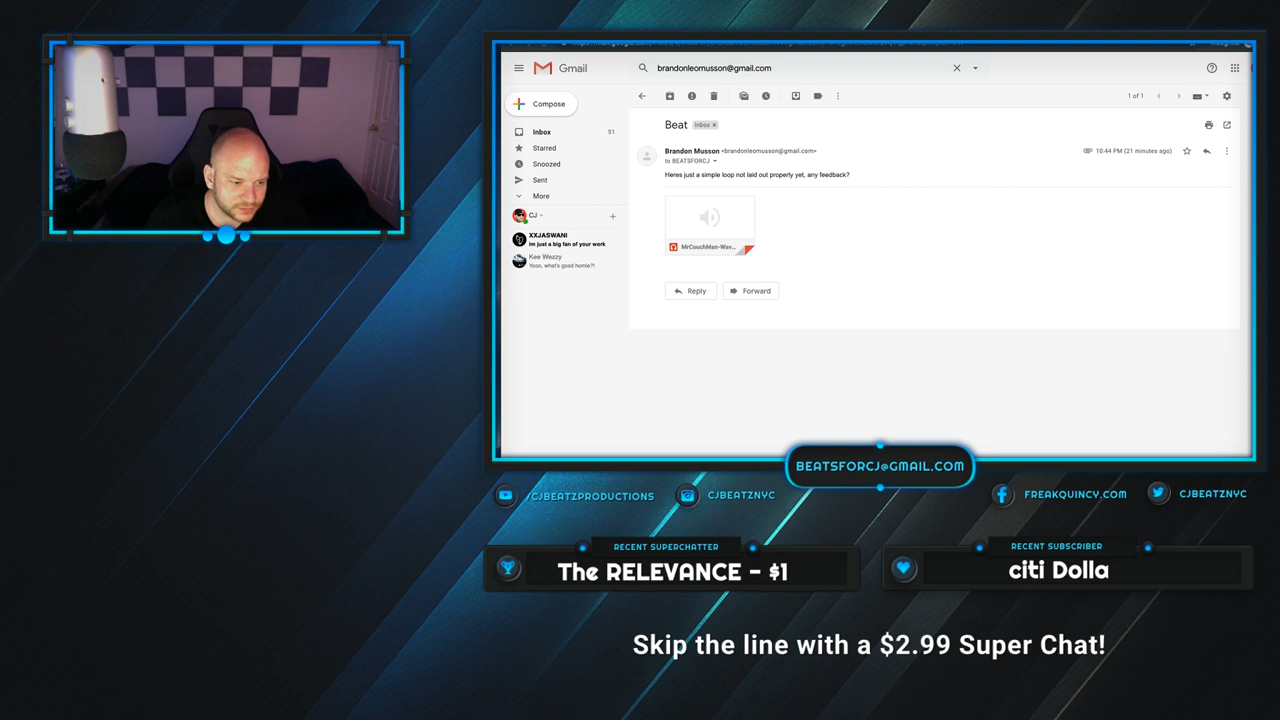 Gmail
brandonleomusson@gmail.com
Compose
1 of 1
Inbox
51
Starred
Snoozed
Sent
More
CJ
XXJASWANI
im just a big fan of your work
Kee Wezzy
Yooo, what's good homie?!
Beat
Inbox x
Brandon Musson <brandonleomusson@gmail.com>
10:44 PM (21 minutes ago)
to BEATSFORCJ
Heres just a simple loop not laid out properly yet, any feedback?
MrCouchMan-Wav...
Reply
Forward
BEATSFORCJ@GMAIL.COM
/CJBEATZPRODUCTIONS
CJBEATZNYC
FREAKQUINCY.COM
CJBEATZNYC
RECENT SUPERCHATTER
The RELEVANCE - $1
RECENT SUBSCRIBER
citi Dolla
Skip the line with a $2.99 Super Chat!